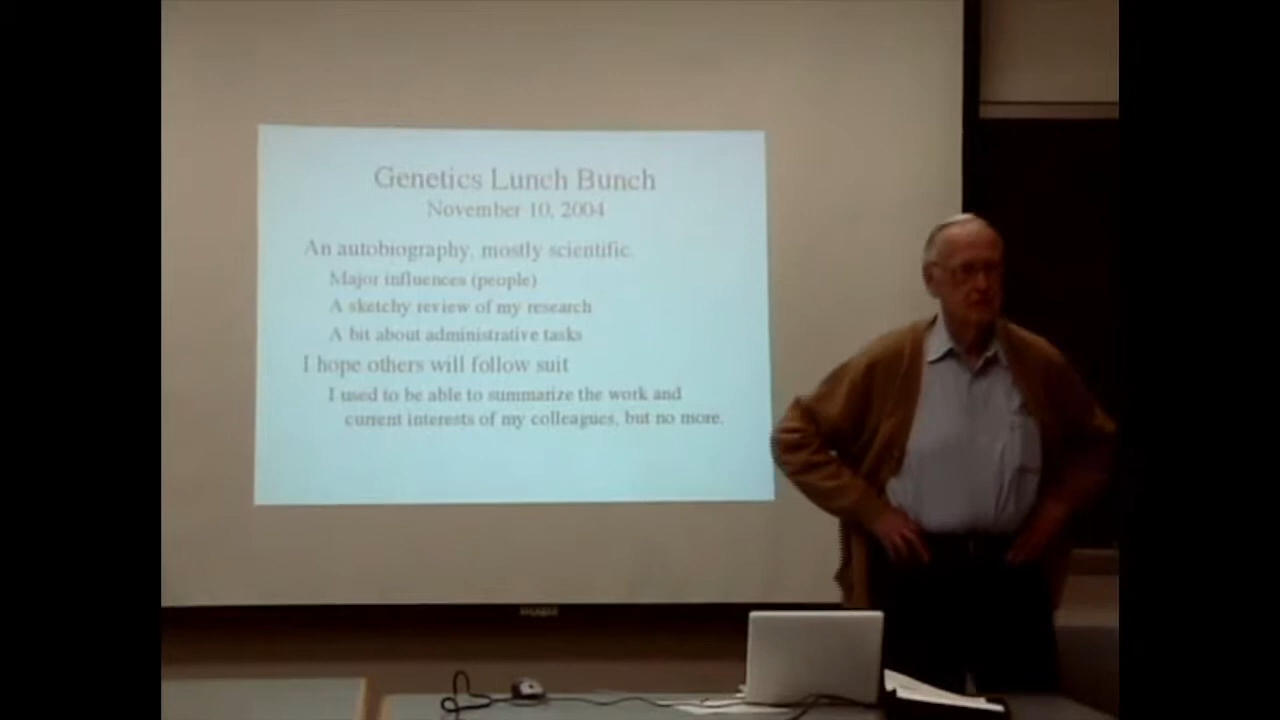 Genetics Lunch Bunch
November 10, 2004
An autobiography, mostly scientific.
Major influences (people)
A sketchy review of my research
A bit about administrative tasks
I hope others will follow suit
I used to be able to summarize the work and
current interests of my colleagues, but no more.